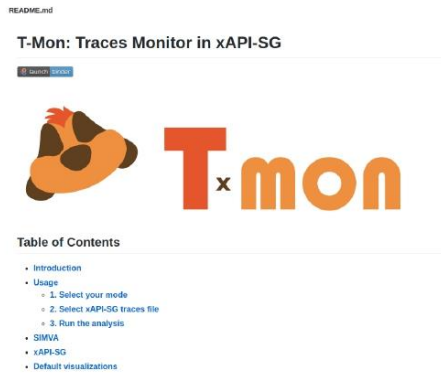 README.md
T-Mon: Traces Monitor in xAPI-SG
launch binder
T x mon
Table of Contents
Introduction
Usage
1. Select your mode
2. Select xAPI-SG traces file
3. Run the analysis
SIMVA
xAPI-SG
Default visualizations